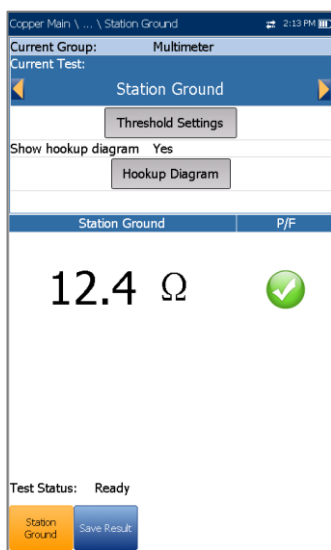 Copper Main \ ... \ Station Ground 2:13 PM
Current Group: Multimeter
Current Test:
Station Ground
Threshold Settings
Show hookup diagram Yes
Hookup Diagram
Station Ground P/F
12.4 Ω
Test Status: Ready
Station
Ground
Save Result